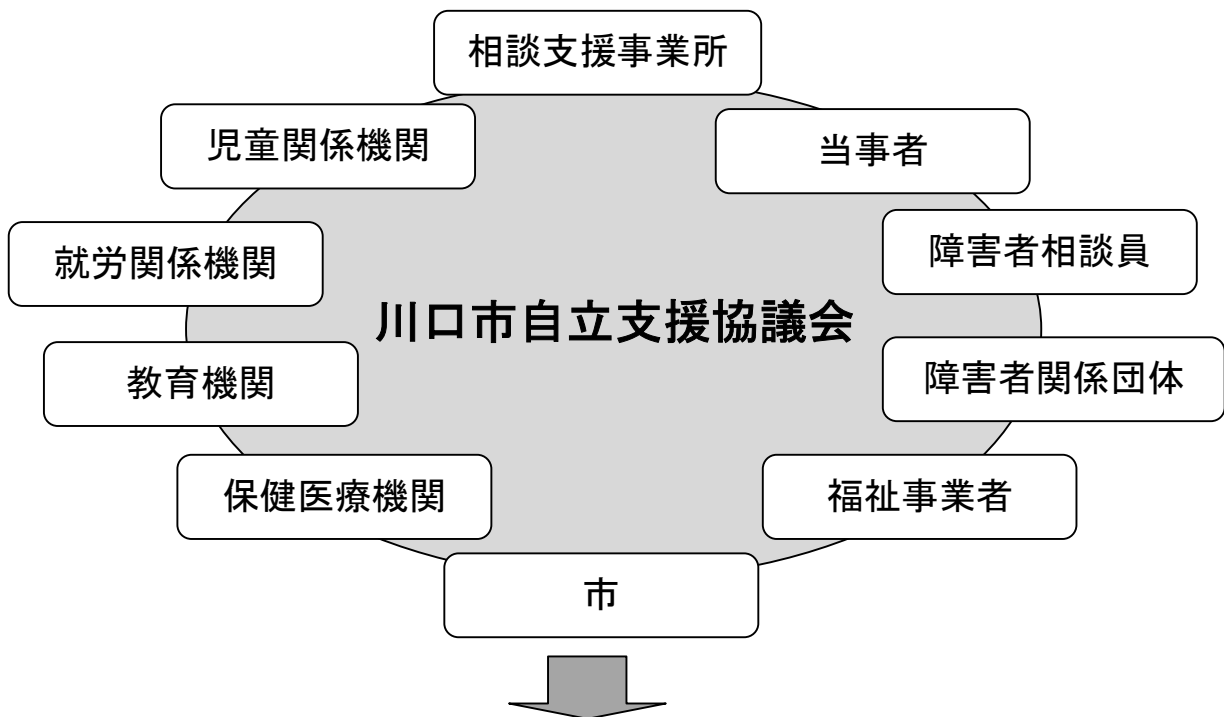 相談支援事業所
児童関係機関
当事者
就労関係機関
障害者相談員
川口市自立支援協議会
教育機関
障害者関係団体
保健医療機関
福祉事業者
市